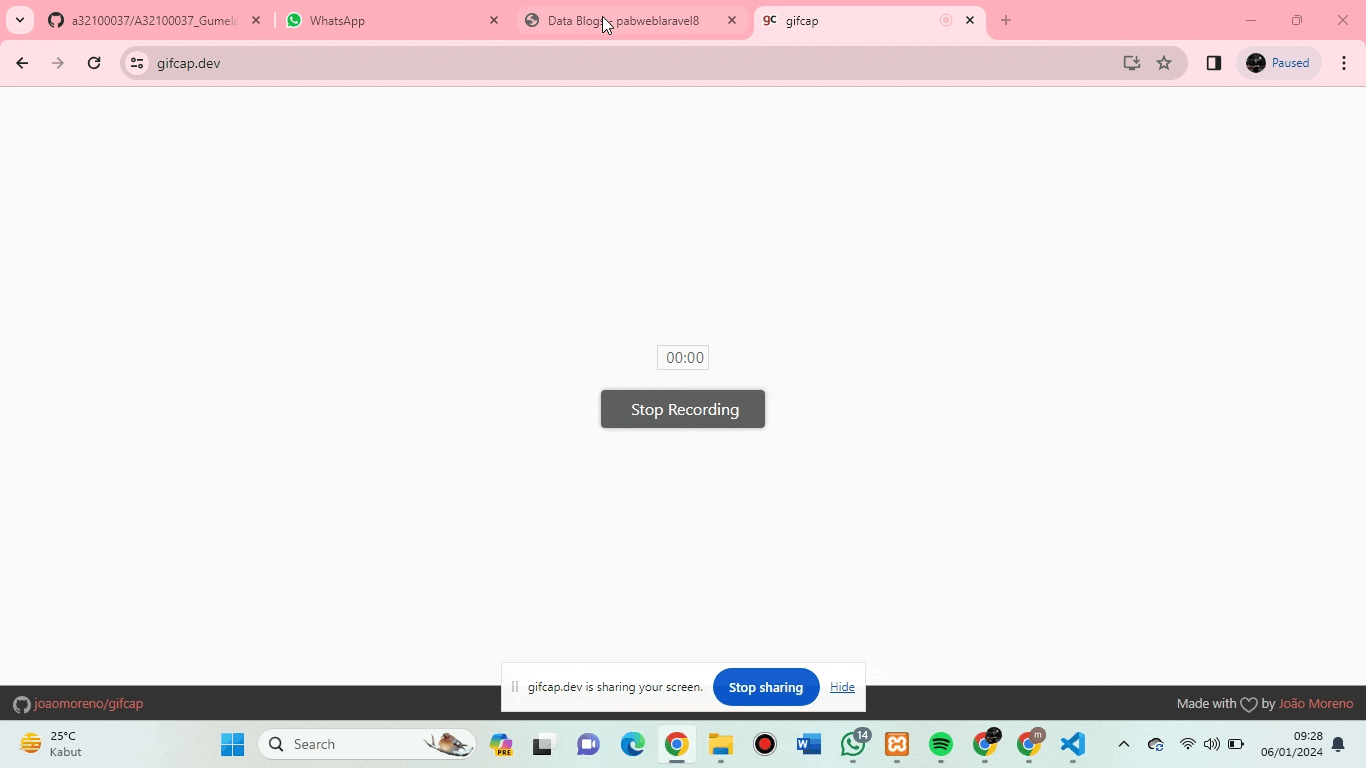 a32100037/A32100037_Gumela
WhatsApp
Data Blogs - pabweblaravel8
gc gifcap
gifcap.dev
Paused
00:00
Stop Recording
gifcap.dev is sharing your screen.
Stop sharing
Hide
joaomoreno/gifcap
Made with by João Moreno
25°C
Kabut
Search
PRE
14
m
09:28
06/01/2024